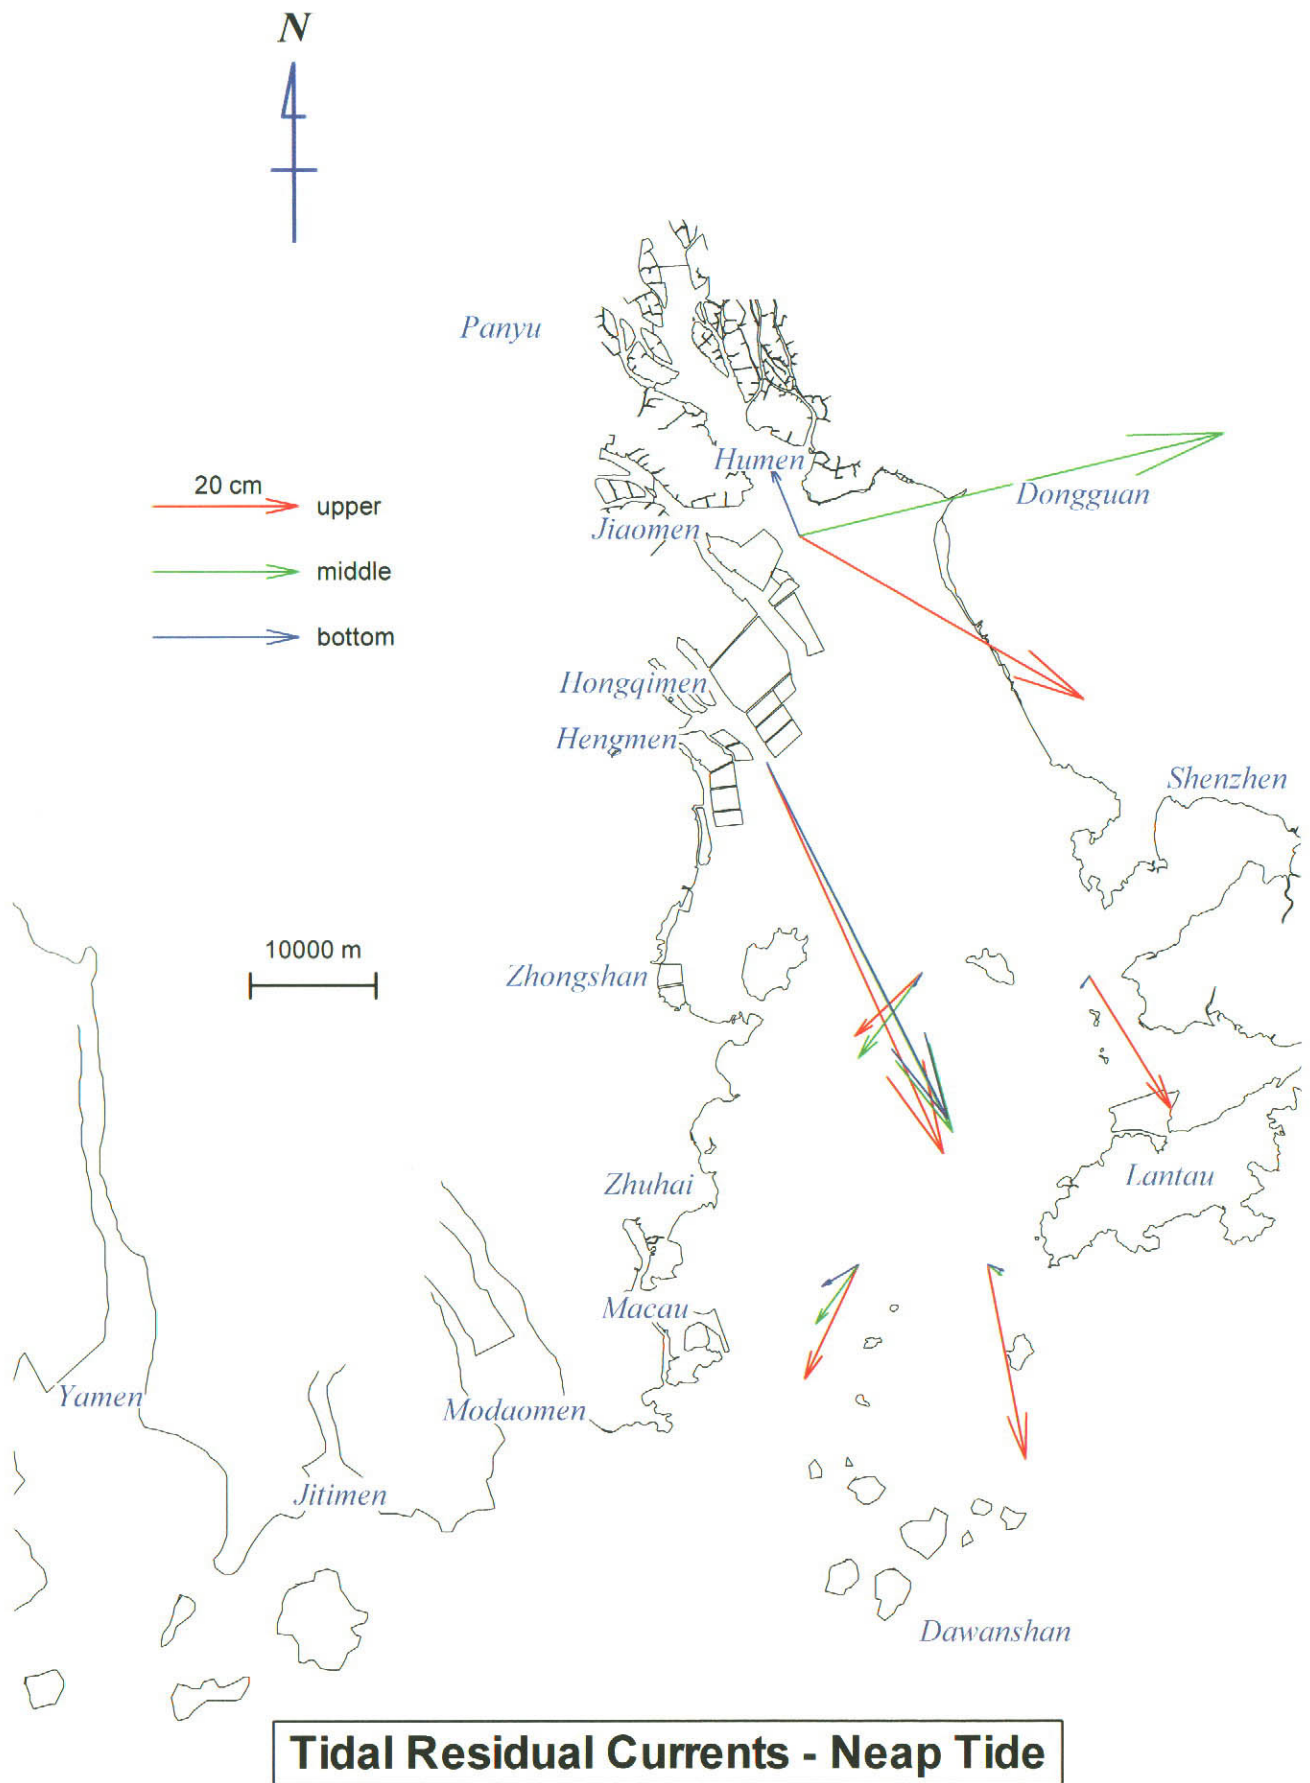 N
Panyu
Humen
20 cm
upper
Dongguan
Jiaomen
middle
bottom
Hongqimen
Hengmen
Shenzhen
10000 m
Zhongshan
Zhuhai
Lantau
Macau
Yamen
Modaomen
Jitimen
Dawanshan
Tidal Residual Currents - Neap Tide